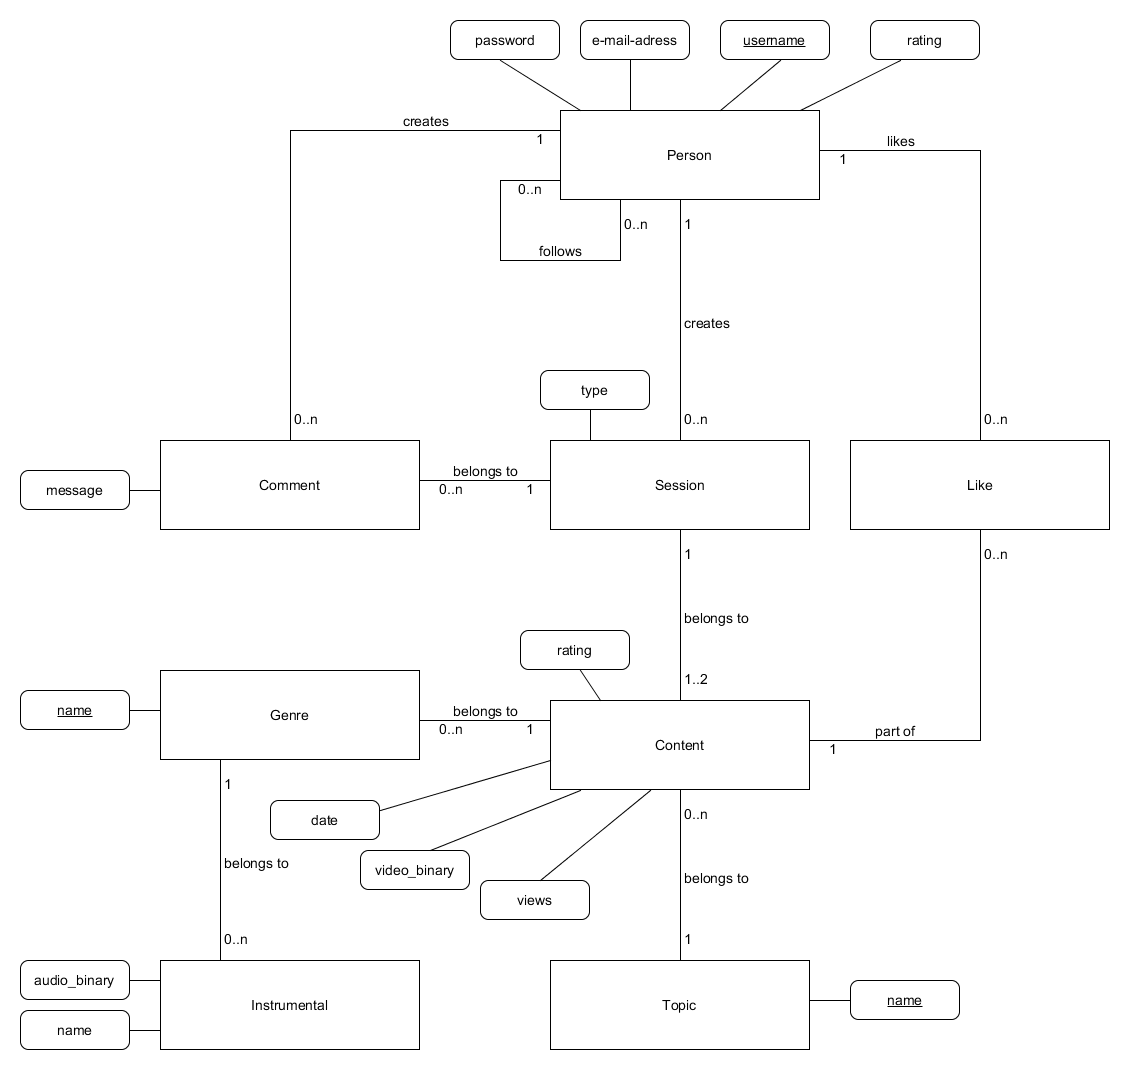 password
e-mail-adress
username
rating
creates
1
Person
likes
1
0..n
0..n
1
follows
creates
type
0..n
0..n
0..n
message
Comment
belongs to
0..n
1
Session
Like
1
0..n
belongs to
rating
1..2
name
Genre
belongs to
0..n
1
Content
part of
1
1
date
0..n
belongs to
video_binary
belongs to
views
0..n
1
audio_binary
name
Instrumental
Topic
name